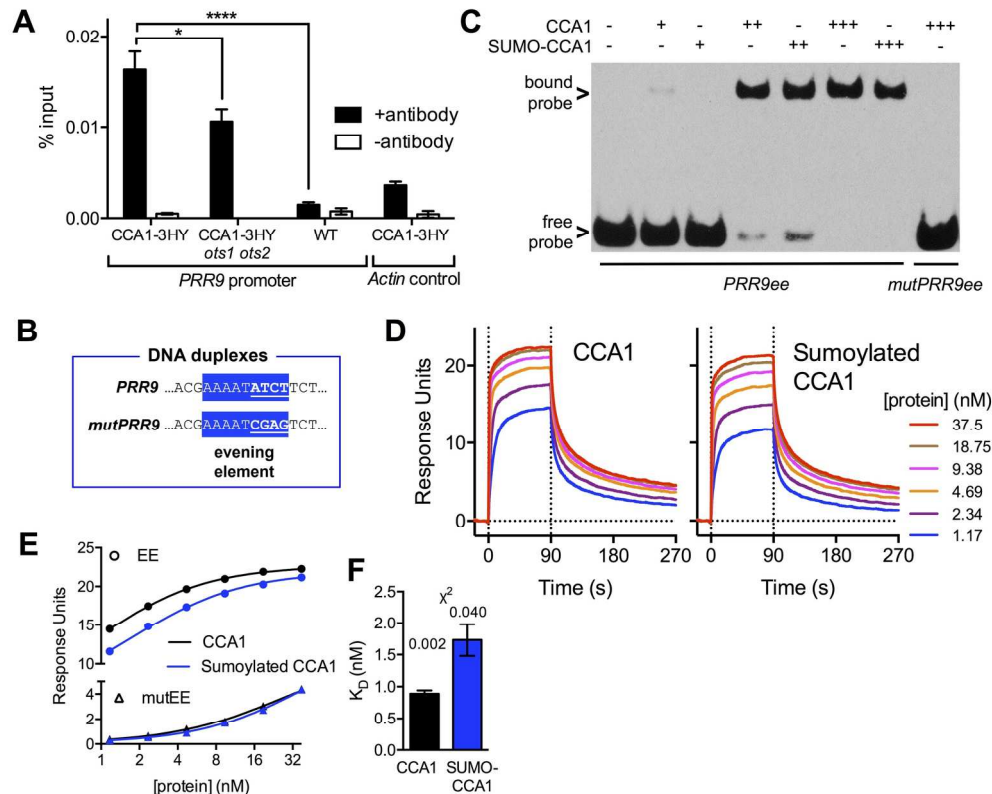 A
****
*
0.02
0.01
0.00
% input
+antibody
-antibody
CCA1-3HY
CCA1-3HY
ots1 ots2
WT
CCA1-3HY
PRR9 promoter
Actin control
B
DNA duplexes
PRR9 ...ACGAAAATATCTTCT...
mutPRR9 ...ACGAAAATCGAGTCT...
evening
element
C
CCA1 - + - ++ - +++ - +++
SUMO-CCA1 - - + - ++ - +++ -
bound
probe >
free
probe >
PRR9ee
mutPRR9ee
D
CCA1
Sumoylated
CCA1
Response Units
20
10
0
0 90 180 270
Time (s)
0 90 180 270
Time (s)
[protein] (nM)
37.5
18.75
9.38
4.69
2.34
1.17
E
EE
25
20
15
10
CCA1
Sumoylated CCA1
mutEE
4
2
0
Response Units
1 2 4 8 16 32
[protein] (nM)
F
χ2
0.002
0.040
2.5
2.0
1.5
1.0
0.5
0.0
KD (nM)
CCA1
SUMO-
CCA1